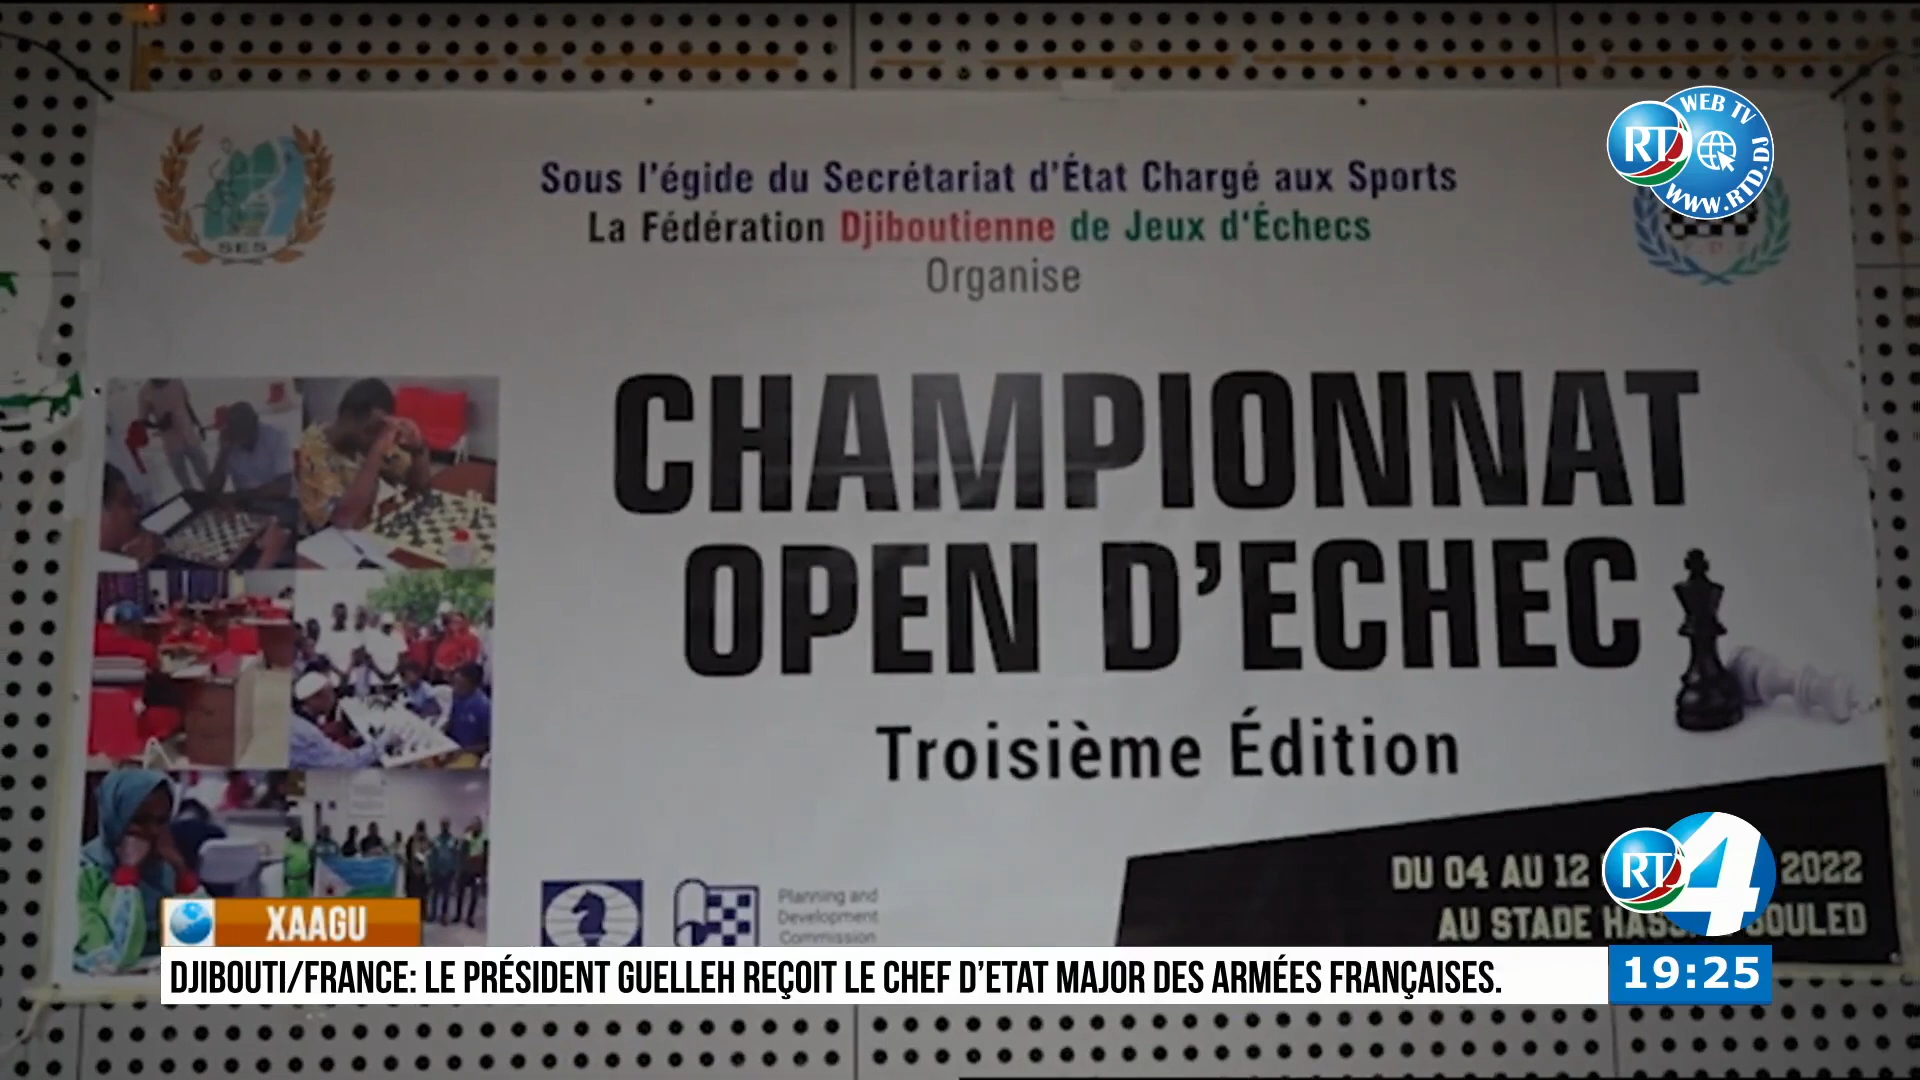 WEB TV
RTD
WWW.RTD.DJ
SES
Sous l'égide du Secrétariat d'État Chargé aux Sports
La Fédération Djiboutienne de Jeux d'Échecs
Organise
CHAMPIONNAT
OPEN D'ECHEC
Troisième Édition
Planning and
Development
Commission
DU 04 AU 12 2022
AU STADE
RTD 4
XAAGU
DJIBOUTI/FRANCE: LE PRÉSIDENT GUELLEH REÇOIT LE CHEF D'ETAT MAJOR DES ARMÉES FRANÇAISES.
19:25